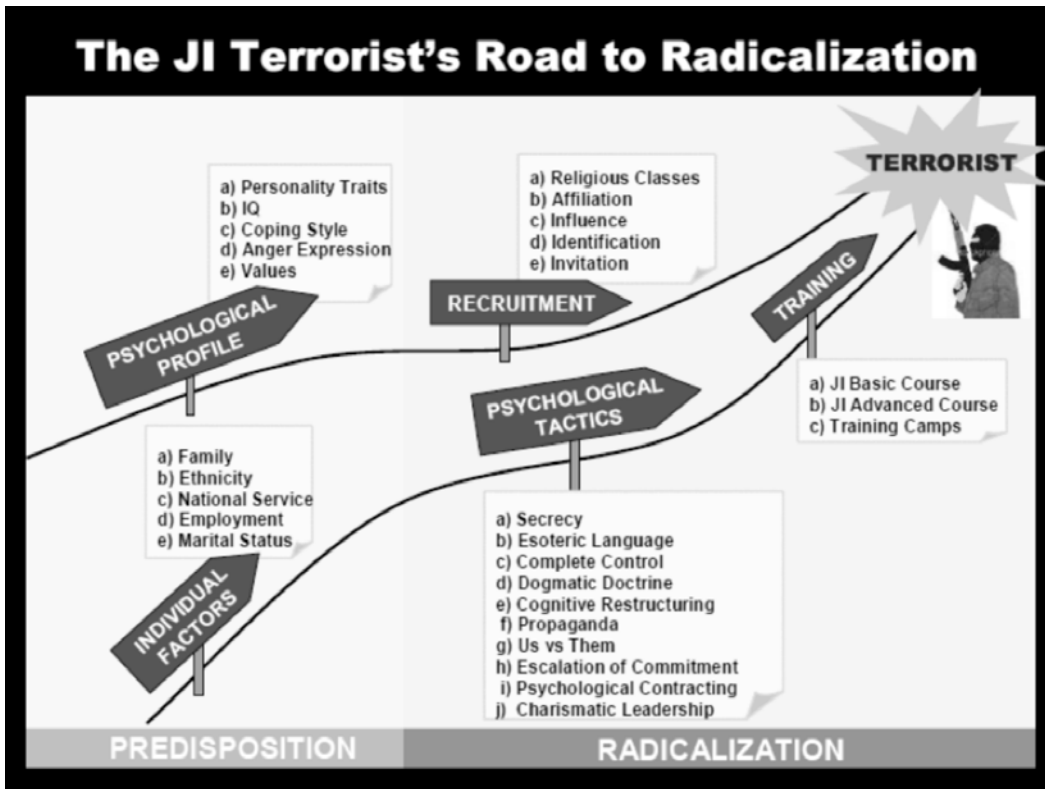 The JI Terrorist's Road to Radicalization
TERRORIST
a) Personality Traits
b) IQ
c) Coping Style
d) Anger Expression
e) Values
PSYCHOLOGICAL
PROFILE
a) Religious Classes
b) Affiliation
c) Influence
d) Identification
e) Invitation
RECRUITMENT
TRAINING
a) JI Basic Course
b) JI Advanced Course
c) Training Camps
PSYCHOLOGICAL
TACTICS
a) Family
b) Ethnicity
c) National Service
d) Employment
e) Marital Status
INDIVIDUAL
FACTORS
a) Secrecy
b) Esoteric Language
c) Complete Control
d) Dogmatic Doctrine
e) Cognitive Restructuring
f) Propaganda
g) Us vs Them
h) Escalation of Commitment
i) Psychological Contracting
j) Charismatic Leadership
PREDISPOSITION
RADICALIZATION